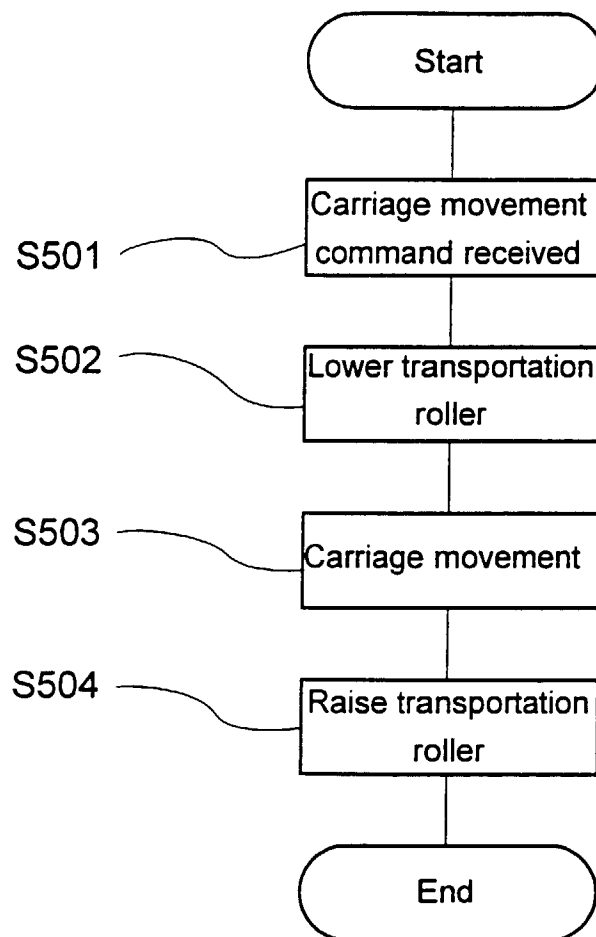 Start
Carriage movement
command received
S501
S502
Lower transportation
roller
S503
Carriage movement
S504
Raise transportation
roller
End